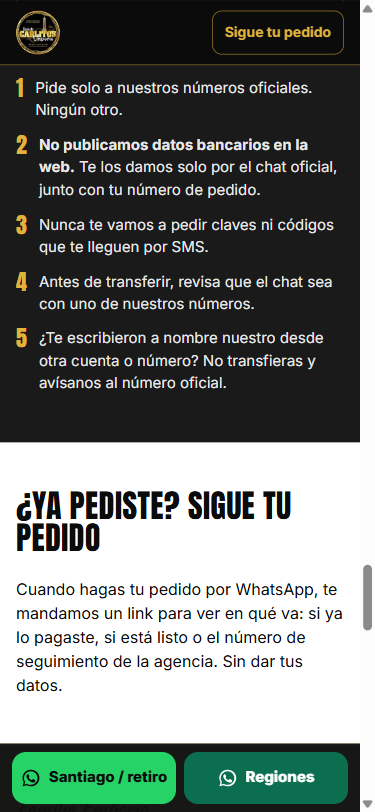 CARLITOS
Sigue tu pedido
1 Pide solo a nuestros números oficiales.
Ningún otro.
2 No publicamos datos bancarios en la
web. Te los damos solo por el chat oficial,
junto con tu número de pedido.
3 Nunca te vamos a pedir claves ni códigos
que te lleguen por SMS.
4 Antes de transferir, revisa que el chat sea
con uno de nuestros números.
5 ¿Te escribieron a nombre nuestro desde
otra cuenta o número? No transfieras y
avísanos al número oficial.
¿YA PEDISTE? SIGUE TU
PEDIDO
Cuando hagas tu pedido por WhatsApp, te
mandamos un link para ver en qué va: si ya
lo pagaste, si está listo o el número de
seguimiento de la agencia. Sin dar tus
datos.
Santiago / retiro
Regiones